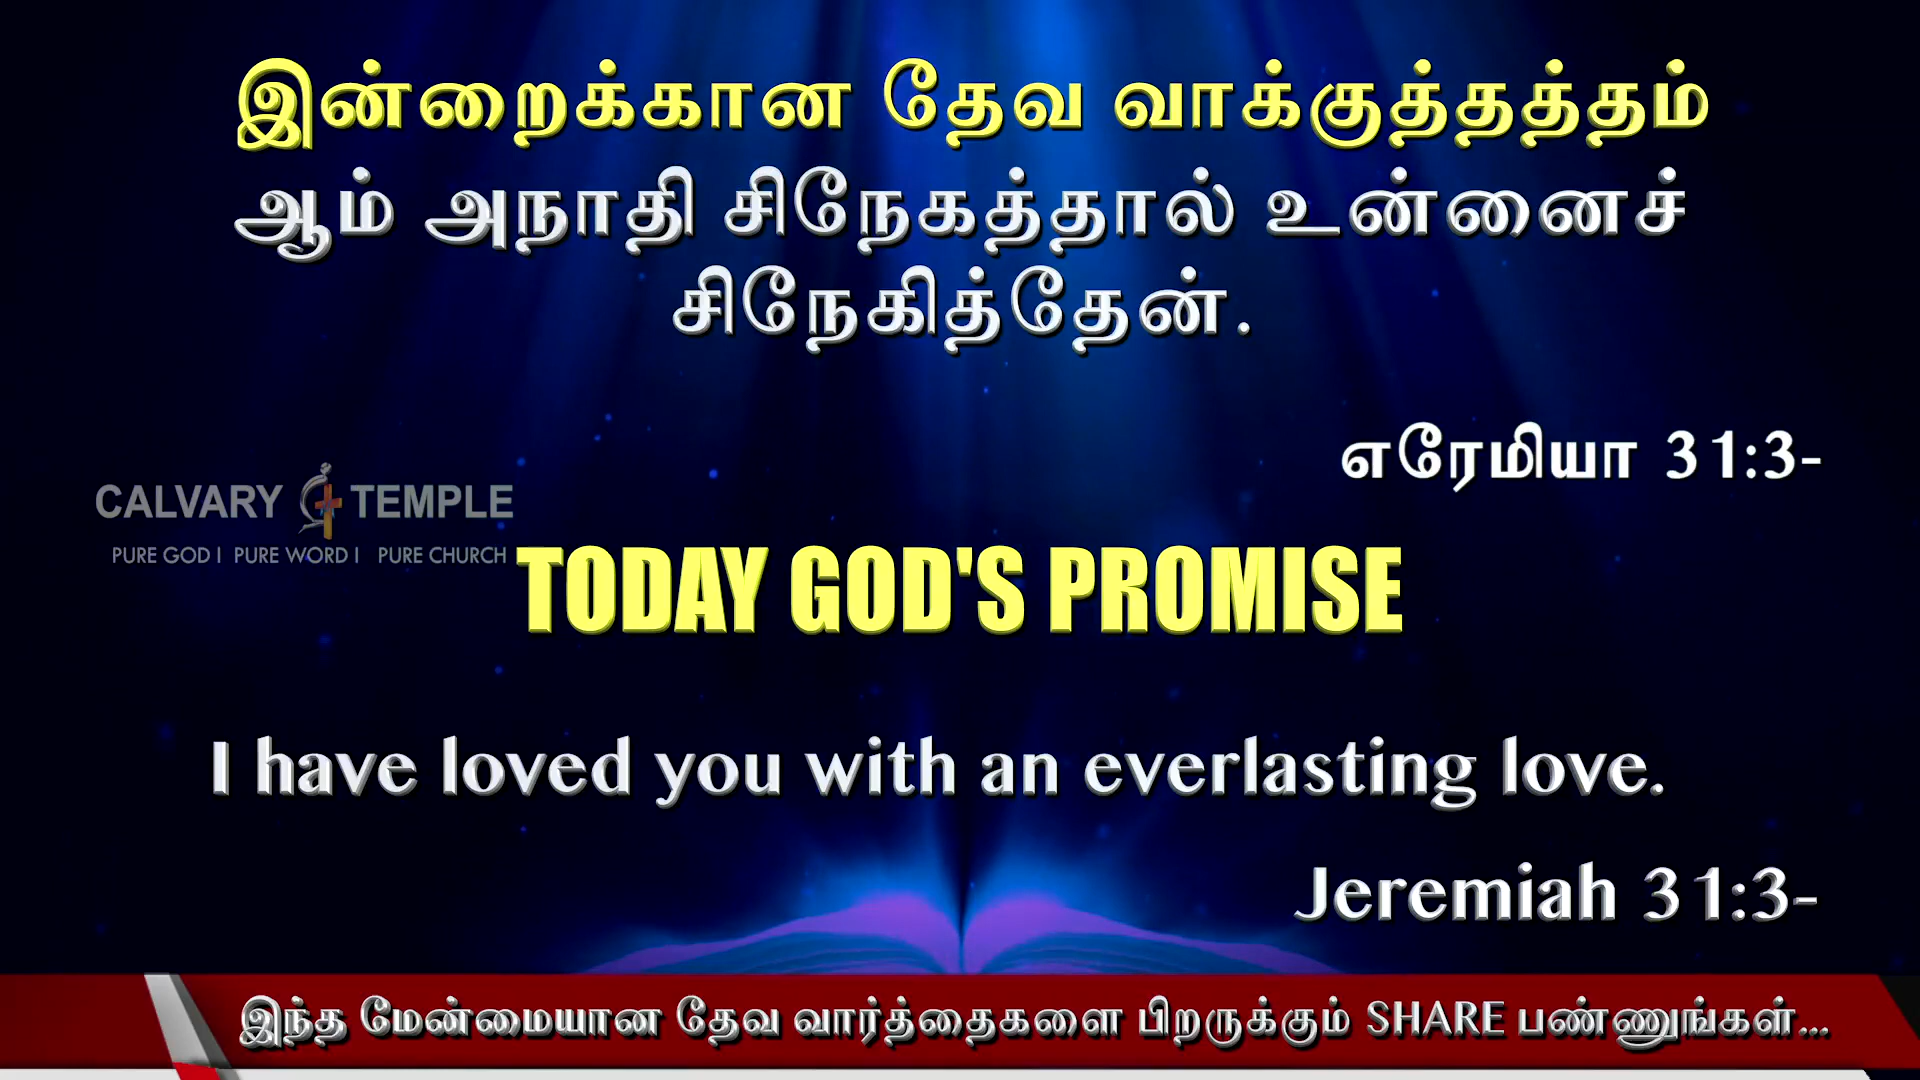 இன்றைக்கான தேவ வாக்குத்தத்தம்
ஆம் அநாதி சிநேகத்தால் உன்னைச்
சிநேகித்தேன்.
எரேமியா 31:3-
CALVARY TEMPLE
PURE GOD I PURE WORD I PURE CHURCH
TODAY GOD'S PROMISE
I have loved you with an everlasting love.
Jeremiah 31:3-
இந்த மேன்மையான தேவ வார்த்தைகளை பிறருக்கும் SHARE பண்ணுங்கள்...